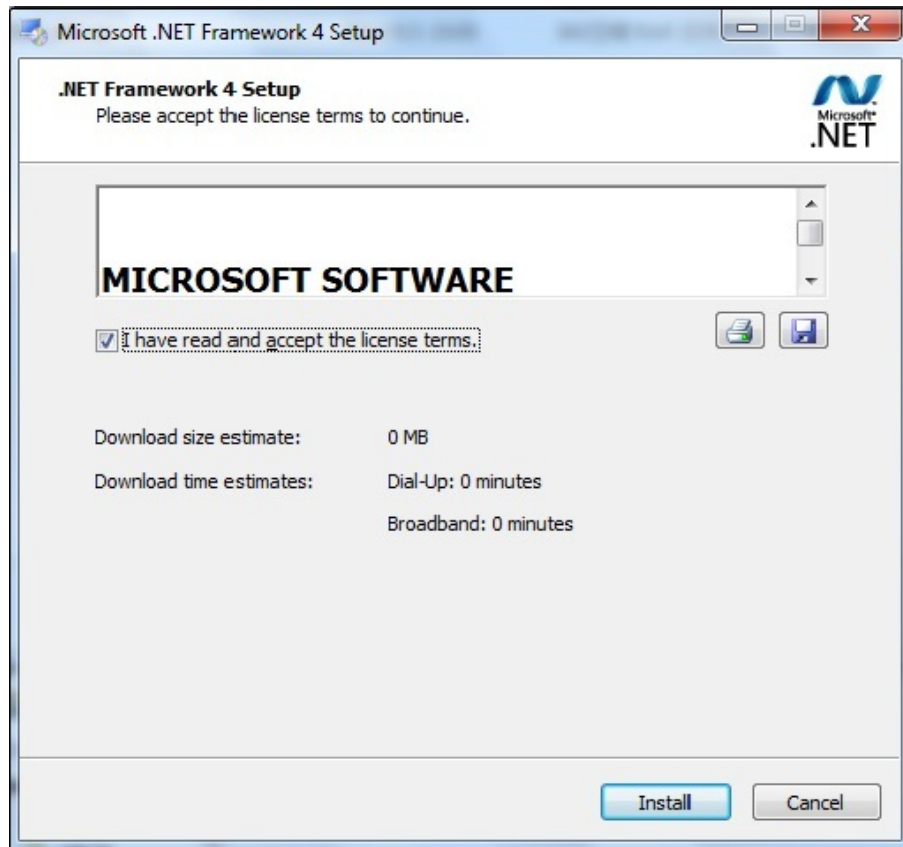 Microsoft .NET Framework 4 Setup
.NET Framework 4 Setup
Please accept the license terms to continue.
Microsoft®
.NET
MICROSOFT SOFTWARE
I have read and accept the license terms.
Download size estimate: 0 MB
Download time estimates: Dial-Up: 0 minutes
Broadband: 0 minutes
Install Cancel